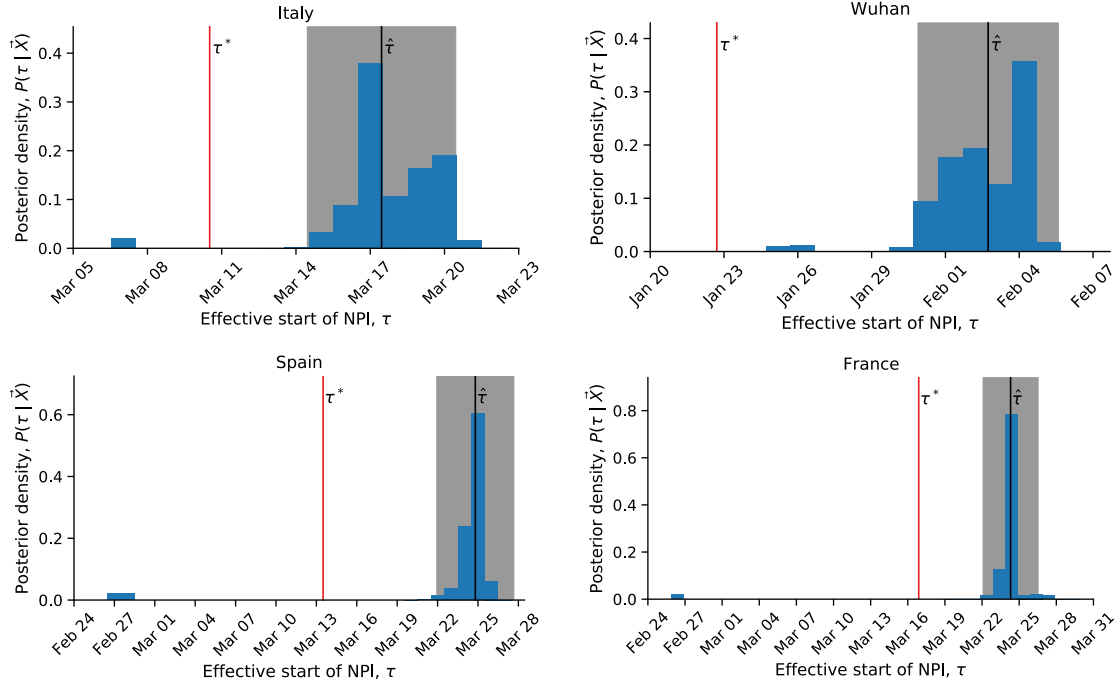 Italy
Posterior density, P(τ | X⃗)
0.4
0.3
0.2
0.1
0.0
τ*
τ̂
Mar 05
Mar 08
Mar 11
Mar 14
Mar 17
Mar 20
Mar 23
Effective start of NPI, τ
Wuhan
Posterior density, P(τ | X⃗)
0.4
0.3
0.2
0.1
0.0
τ*
τ̂
Jan 20
Jan 23
Jan 26
Jan 29
Feb 01
Feb 04
Feb 07
Effective start of NPI, τ
Spain
Posterior density, P(τ | X⃗)
0.6
0.4
0.2
0.0
τ*
τ̂
Feb 24
Feb 27
Mar 01
Mar 04
Mar 07
Mar 10
Mar 13
Mar 16
Mar 19
Mar 22
Mar 25
Mar 28
Effective start of NPI, τ
France
Posterior density, P(τ | X⃗)
0.8
0.6
0.4
0.2
0.0
τ*
τ̂
Feb 24
Feb 27
Mar 01
Mar 04
Mar 07
Mar 10
Mar 13
Mar 16
Mar 19
Mar 22
Mar 25
Mar 28
Mar 31
Effective start of NPI, τ